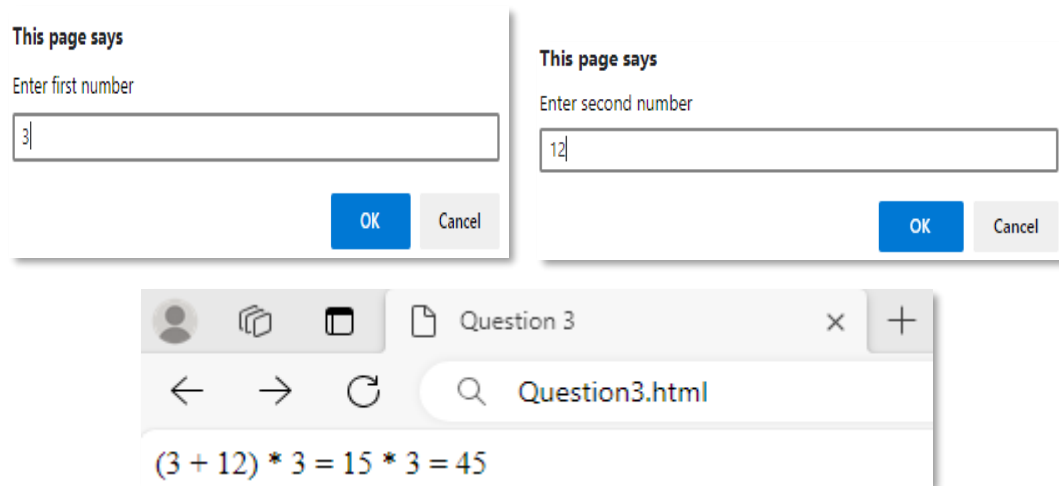 This page says
Enter first number
3
OK Cancel
This page says
Enter second number
12
OK Cancel
Question 3
Question3.html
(3 + 12) * 3 = 15 * 3 = 45